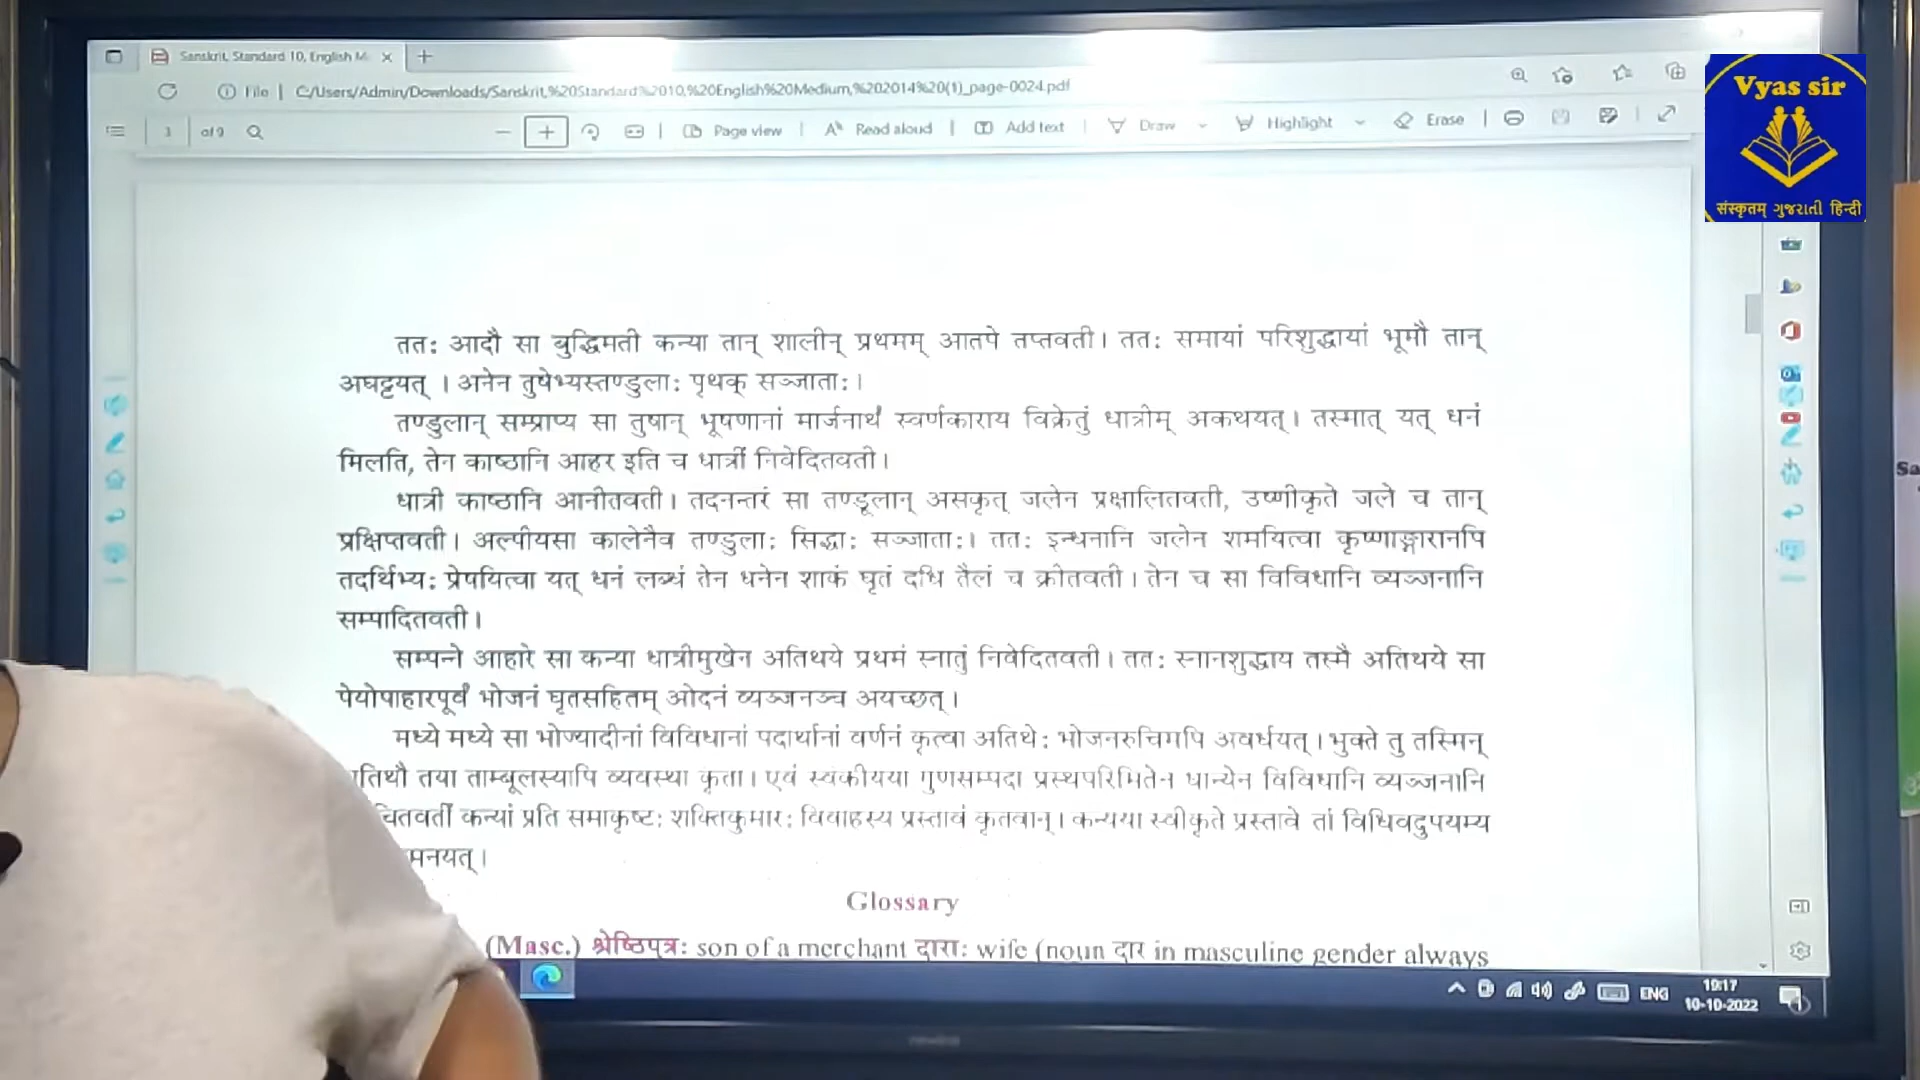 Sanskrit, Standard 10, English M
File | C:/Users/Admin/Downloads/Sanskrit,%20Standard%2010,%20English%20Medium,%202014%20(1)_page-0024.pdf
3 of 9 Page view Read aloud Add text Draw Highlight Erase
Vyas sir
संस्कृतम् ગુજરાતી हिन्दी
ततः आदौ सा बुद्धिमती कन्या तान् शालीन् प्रथमम् आतपे तप्तवती। ततः समायां परिशुद्धायां भूमौ तान्
अघट्टयत् । अनेन तुषेभ्यस्तण्डुलाः पृथक् सञ्जाताः।
तण्डुलान् सम्प्राप्य सा तुषान् भूषणानां मार्जनार्थं स्वर्णकाराय विक्रेतुं धात्रीम् अकथयत्। तस्मात् यत् धनं
मिलति, तेन काष्ठानि आहर इति च धात्रीं निवेदितवती।
धात्री काष्ठानि आनीतवती। तदनन्तरं सा तण्डूलान् असकृत् जलेन प्रक्षालितवती, उष्णीकृते जले च तान्
प्रक्षिप्तवती। अल्पीयसा कालेनैव तण्डुलाः सिद्धाः सञ्जाताः। ततः इन्धनानि जलेन शमयित्वा कृष्णाङ्गारानपि
तदर्थिभ्यः प्रेषयित्वा यत् धनं लब्धं तेन धनेन शाकं घृतं दधि तैलं च क्रीतवती। तेन च सा विविधानि व्यञ्जनानि
सम्पादितवती।
सम्पन्ने आहारे सा कन्या धात्रीमुखेन अतिथये प्रथमं स्नातुं निवेदितवती। ततः स्नानशुद्धाय तस्मै अतिथये सा
पेयोपाहारपूर्वं भोजनं घृतसहितम् ओदनं व्यञ्जनञ्च अयच्छत्।
मध्ये मध्ये सा भोज्यादीनां विविधानां पदार्थानां वर्णनं कृत्वा अतिथेः भोजनरुचिमपि अवर्धयत्। भुक्ते तु तस्मिन्
तिथौ तया ताम्बूलस्यापि व्यवस्था कृता। एवं स्वकीयया गुणसम्पदा प्रस्थपरिमितेन धान्येन विविधानि व्यञ्जनानि
चितवतीं कन्यां प्रति समाकृष्टः शक्तिकुमारः विवाहस्य प्रस्तावं कृतवान्। कन्यया स्वीकृते प्रस्तावे तां विधिवदुपयम्य
मनयत्।
Glossary
(Masc.) श्रेष्ठिपुत्रः son of a merchant दाराः wife (noun दार in masculine gender always
ENG
19:17
10-10-2022